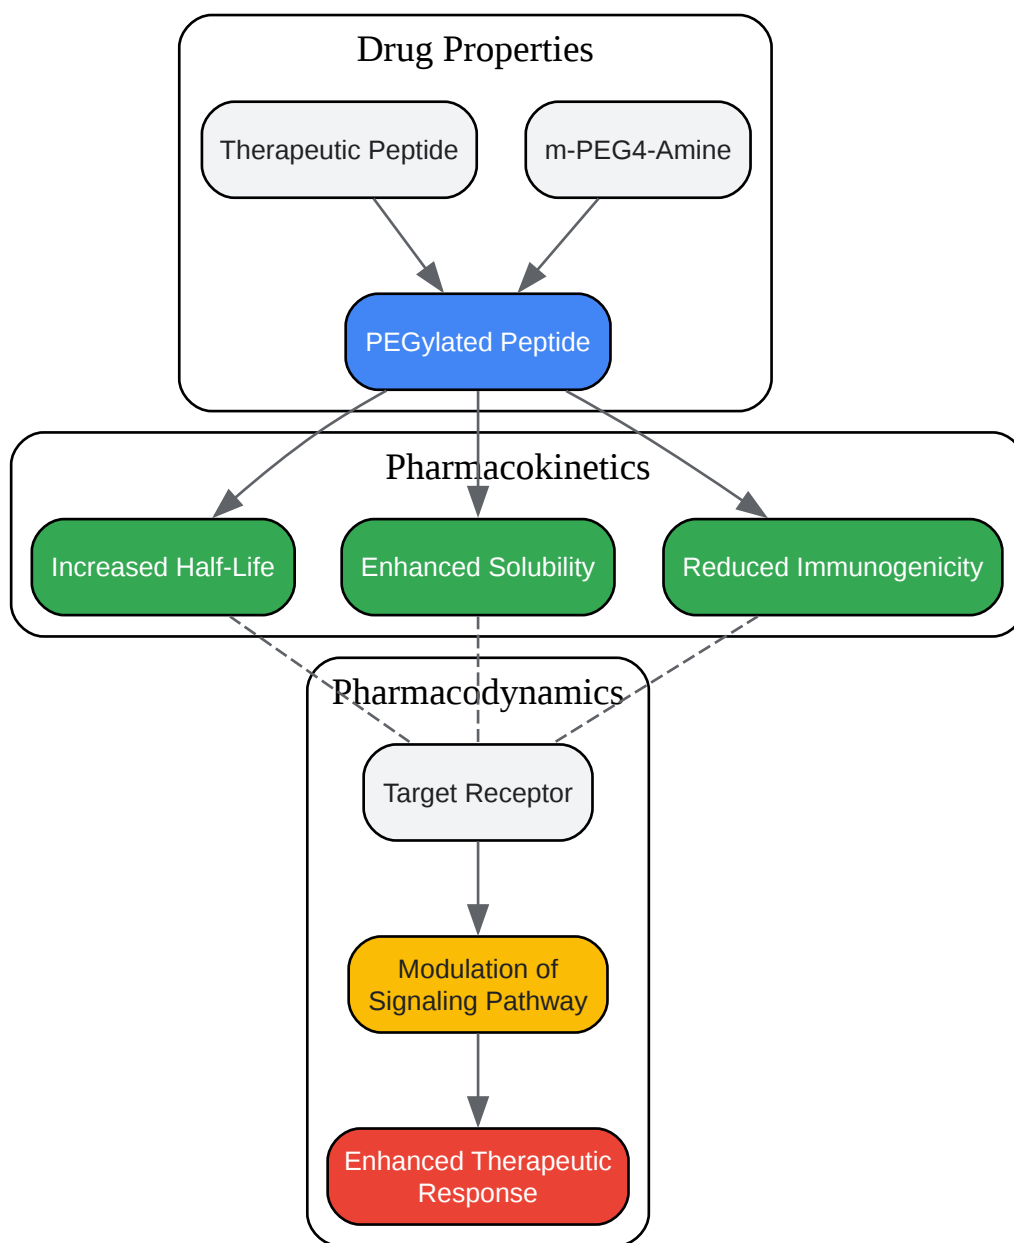 Drug Properties
Therapeutic Peptide
m-PEG4-Amine
PEGylated Peptide
Pharmacokinetics
Increased Half-Life
Enhanced Solubility
Reduced Immunogenicity
Pharmacodynamics
Target Receptor
Modulation of
Signaling Pathway
Enhanced Therapeutic
Response